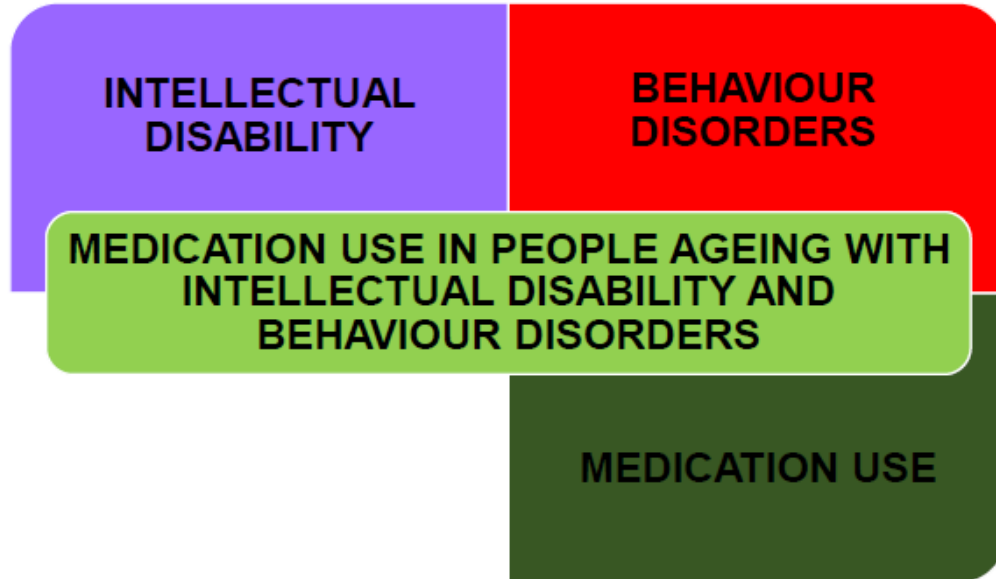 INTELLECTUAL
DISABILITY
BEHAVIOUR
DISORDERS
MEDICATION USE IN PEOPLE AGEING WITH
INTELLECTUAL DISABILITY AND
BEHAVIOUR DISORDERS
MEDICATION USE